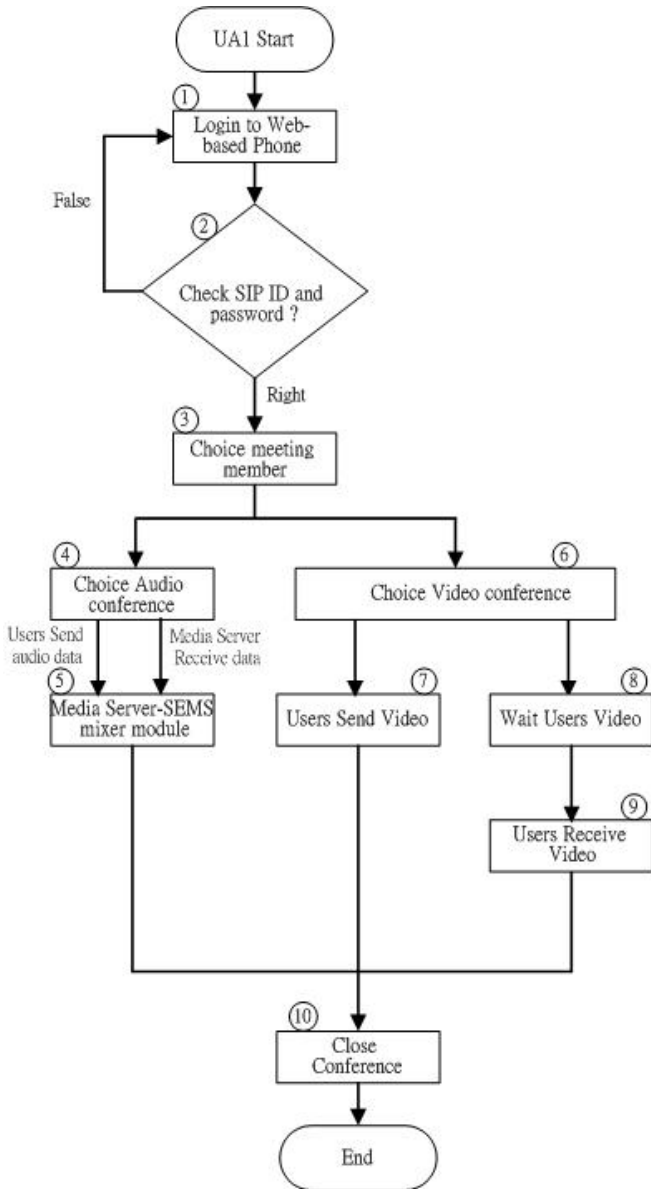 UA1 Start
1
Login to Web-
based Phone
False
2
Check SIP ID and
password ?
Right
3
Choice meeting
member
4
Choice Audio
conference
6
Choice Video conference
Users Send
audio data
Media Server
Receive data
5
Media Server-SEMS
mixer module
7
Users Send Video
8
Wait Users Video
9
Users Receive
Video
10
Close
Conference
End